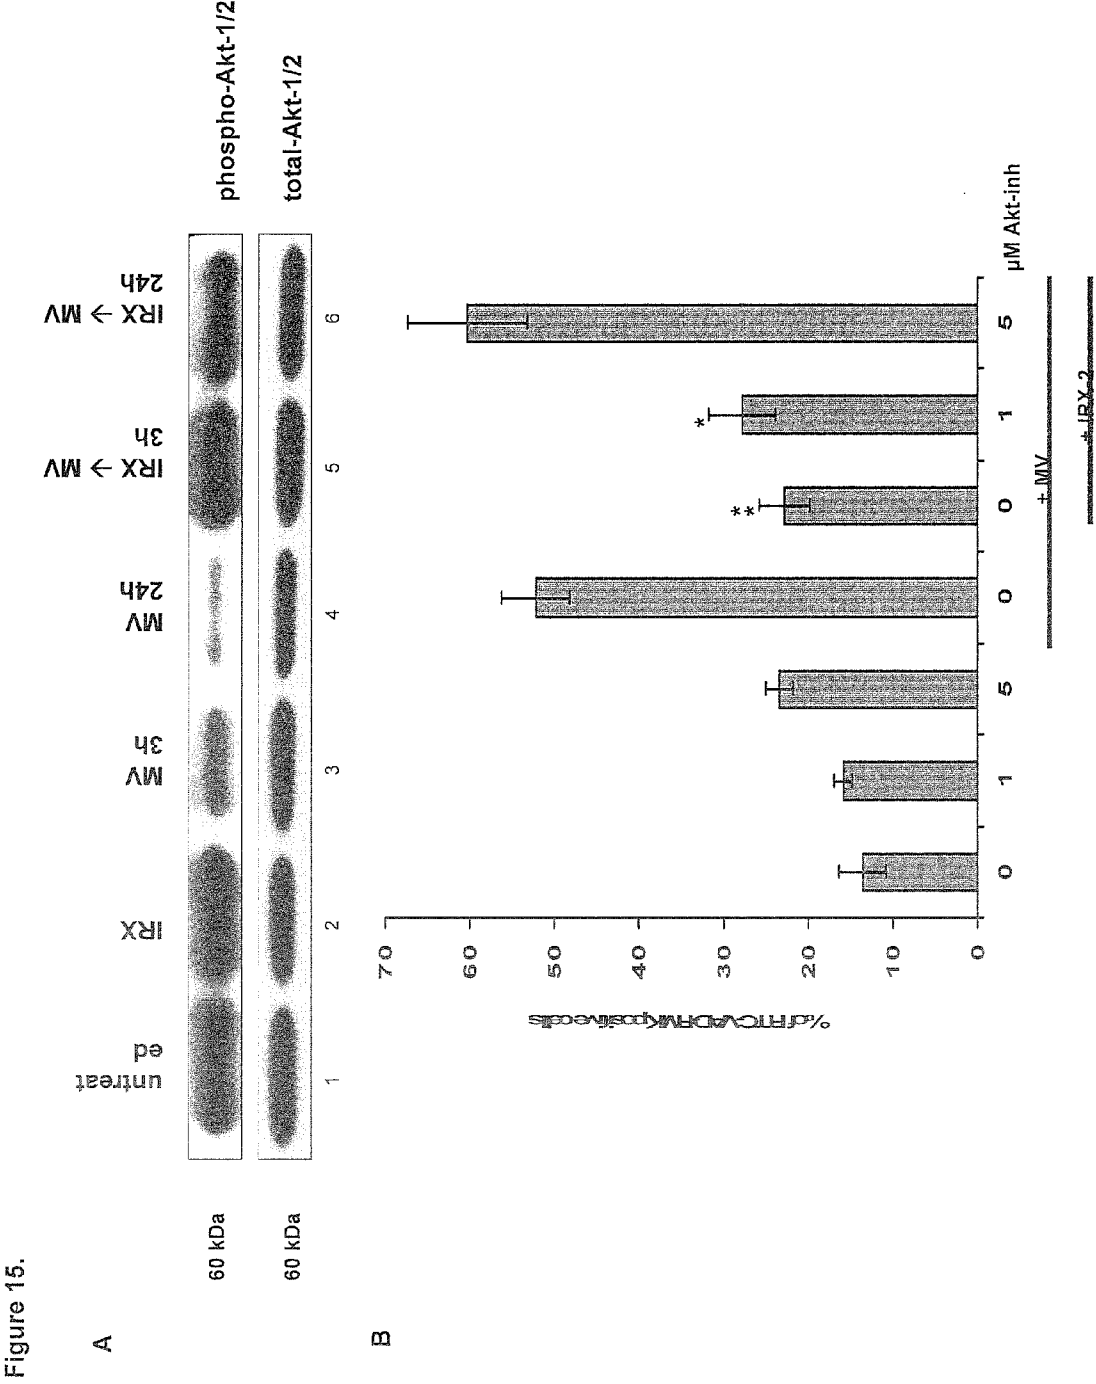 Figure 15.
A
untreat
ed
IRX
MV
3h
MV
24h
IRX → MV
3h
IRX → MV
24h
60 kDa
phospho-Akt-1/2
60 kDa
total-Akt-1/2
1 2 3 4 5 6
B
70
60
50
40
30
20
10
0
** *
0 1 5 0 0 1 5 µM Akt-inh
+ MV
+ IRX-2